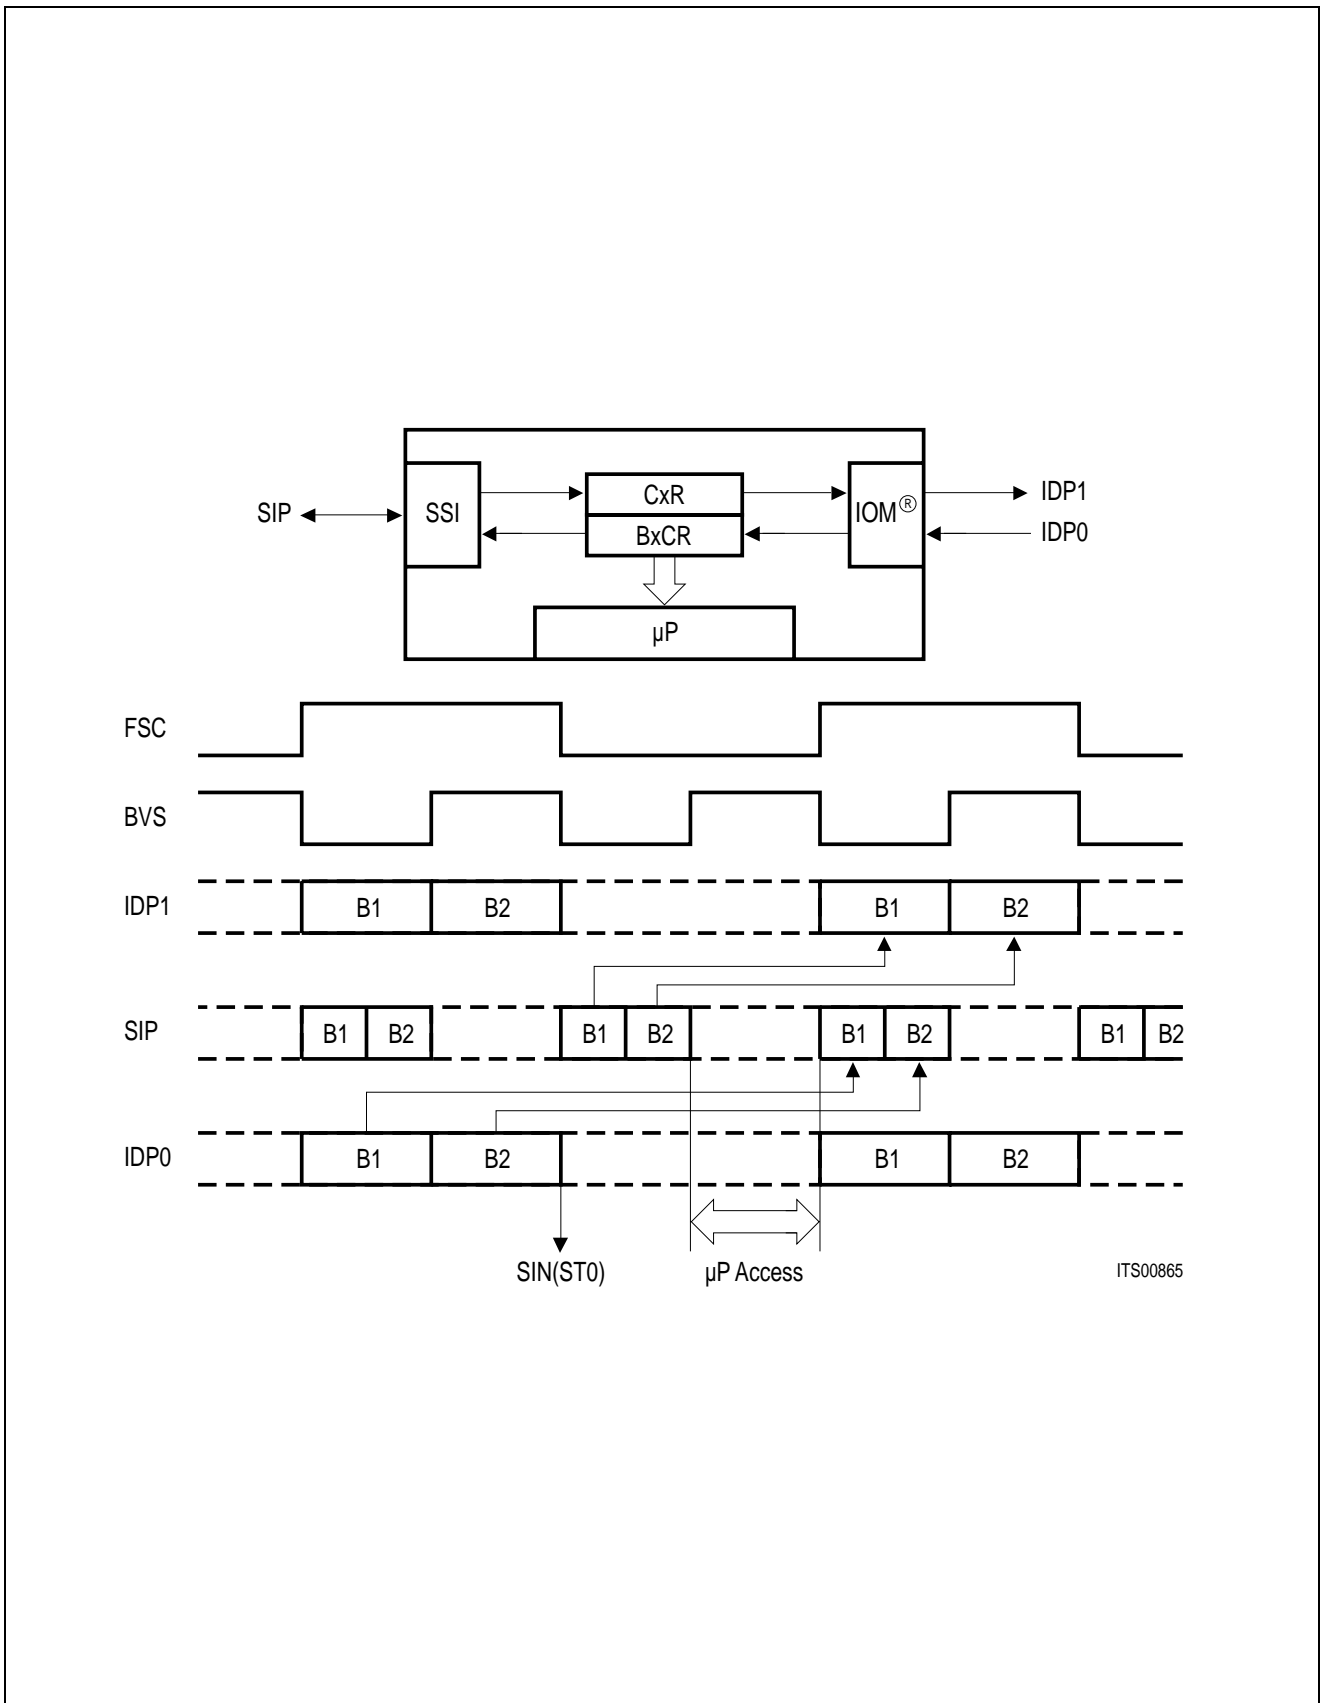 CxR
IDP1
SIP
SSI
IOM®
BxCR
IDP0
µP
FSC
BVS
IDP1
B1 B2 B1 B2
SIP
B1 B2 B1 B2 B1 B2 B1 B2
IDP0
B1 B2 B1 B2
SIN(ST0)
µP Access
ITS00865